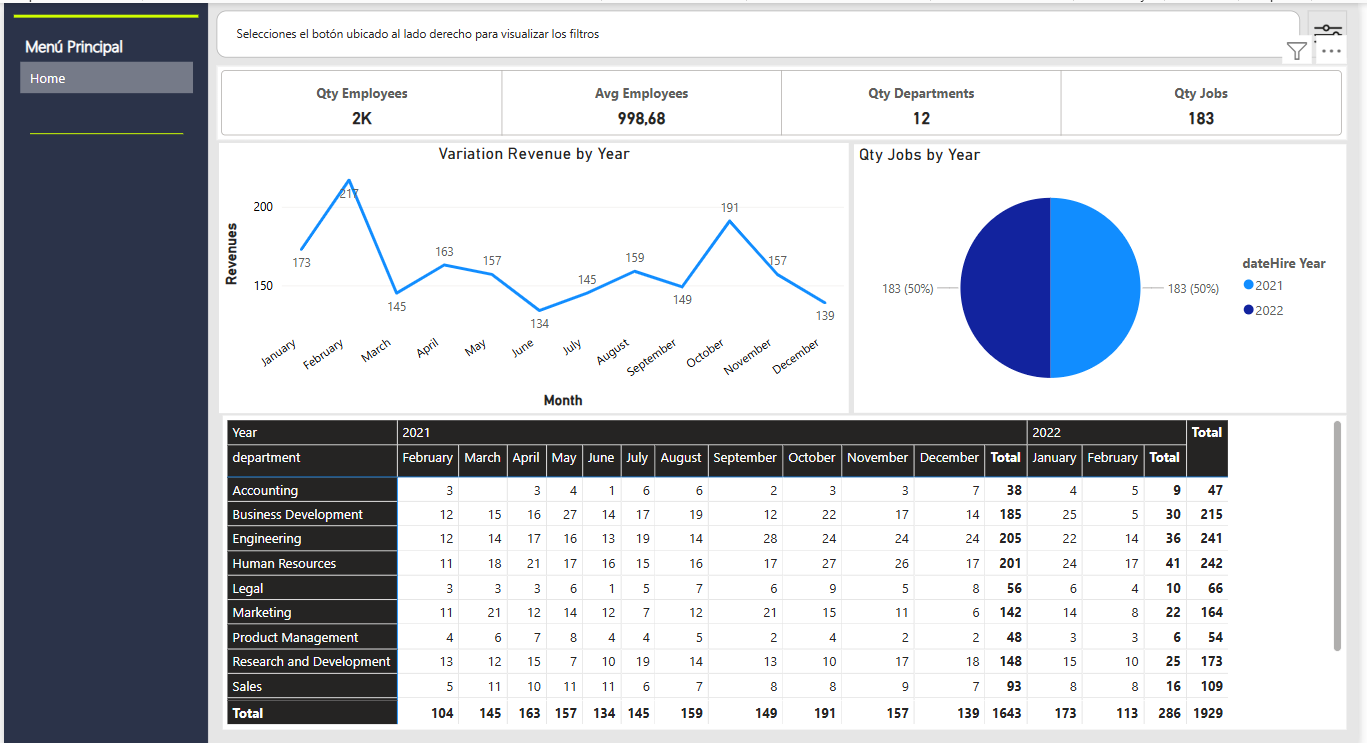 Menú Principal
Home
Selecciones el botón ubicado al lado derecho para visualizar los filtros
Qty Employees Avg Employees Qty Departments Qty Jobs
2K 998,68 12 183
Variation Revenue by Year
Revenues
200
150
173 217 145 163 157 134 145 159 149 191 157 139
January February March April May June July August September October November December
Month
Qty Jobs by Year
183 (50%) 183 (50%)
dateHire Year
2021
2022
Year 2021 2022 Total
department February March April May June July August September October November December Total January February Total
Accounting 3 3 4 1 6 6 2 3 3 7 38 4 5 9 47
Business Development 12 15 16 27 14 17 19 12 22 17 14 185 25 5 30 215
Engineering 12 14 17 16 13 19 14 28 24 24 24 205 22 14 36 241
Human Resources 11 18 21 17 16 15 16 17 27 26 17 201 24 17 41 242
Legal 3 3 3 6 1 5 7 6 9 5 8 56 6 4 10 66
Marketing 11 21 12 14 12 7 12 21 15 11 6 142 14 8 22 164
Product Management 4 6 7 8 4 4 5 2 4 2 2 48 3 3 6 54
Research and Development 13 12 15 7 10 19 14 13 10 17 18 148 15 10 25 173
Sales 5 11 10 11 11 6 7 8 8 9 7 93 8 8 16 109
Total 104 145 163 157 134 145 159 149 191 157 139 1643 173 113 286 1929